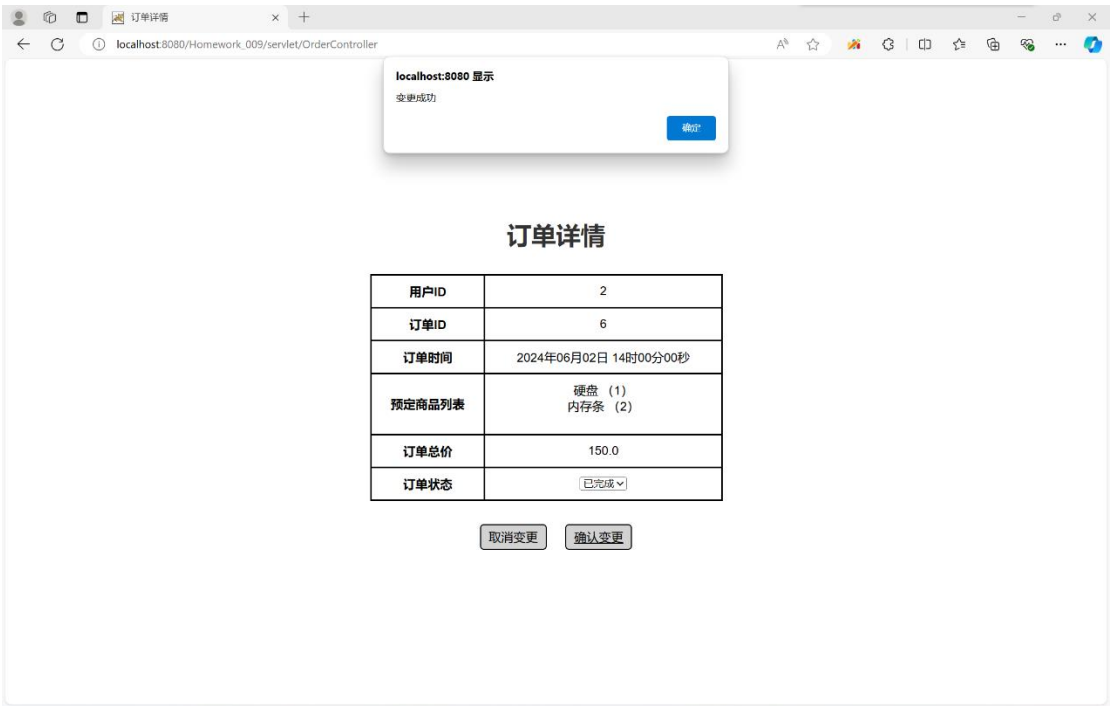 订单详情
localhost:8080/Homework_009/servlet/OrderController
localhost:8080 显示
变更成功
确定
订单详情
用户ID 2
订单ID 6
订单时间 2024年06月02日 14时00分00秒
预定商品列表 硬盘 （1）
内存条 （2）
订单总价 150.0
订单状态 已完成
取消变更 确认变更